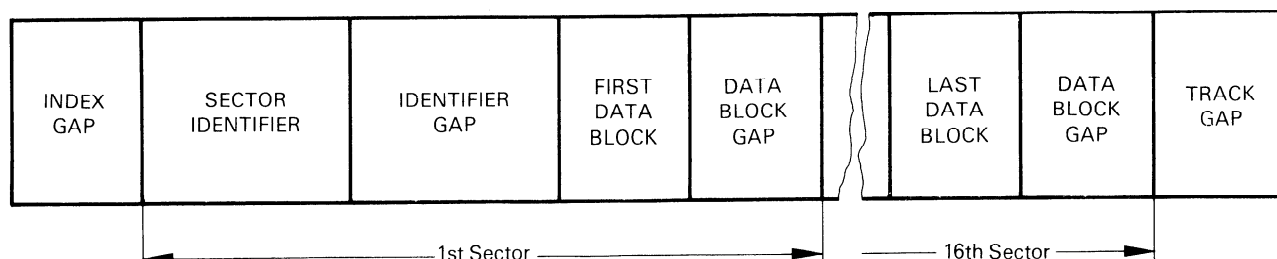 INDEX
GAP
SECTOR
IDENTIFIER
IDENTIFIER
GAP
FIRST
DATA
BLOCK
DATA
BLOCK
GAP
LAST
DATA
BLOCK
DATA
BLOCK
GAP
TRACK
GAP
1st Sector
16th Sector